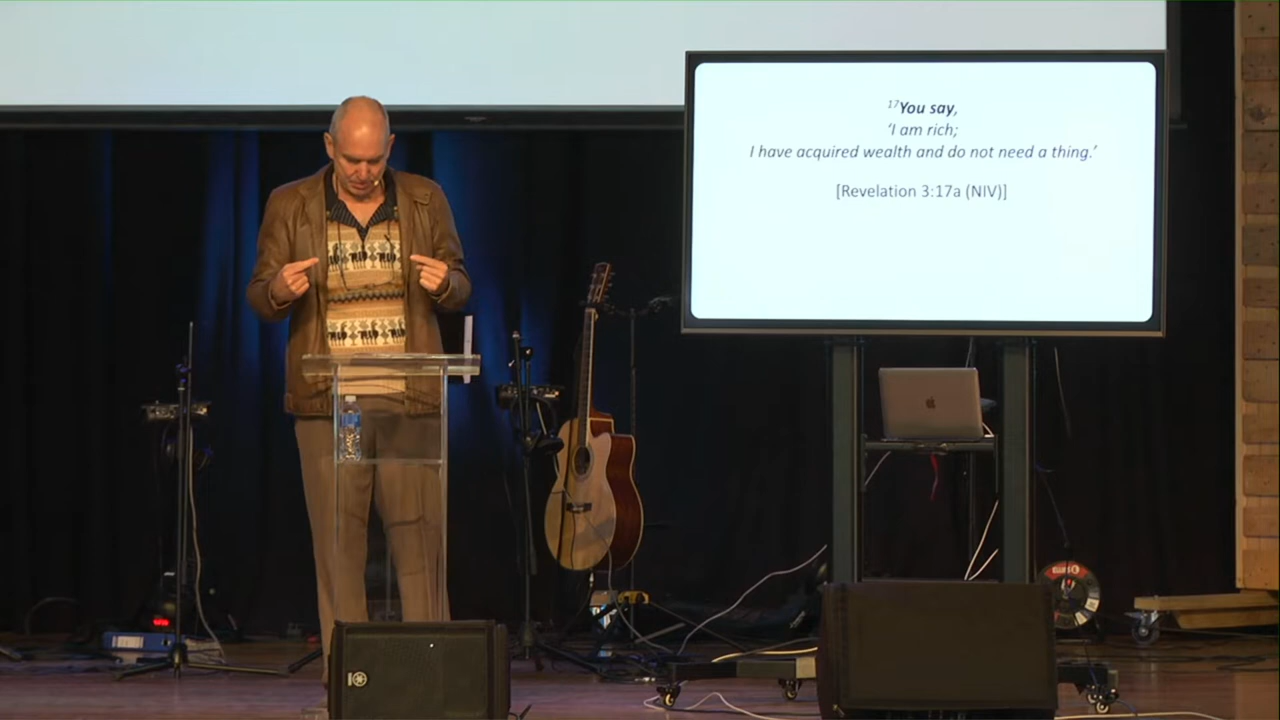 17You say,
‘I am rich;
I have acquired wealth and do not need a thing.’
[Revelation 3:17a (NIV)]